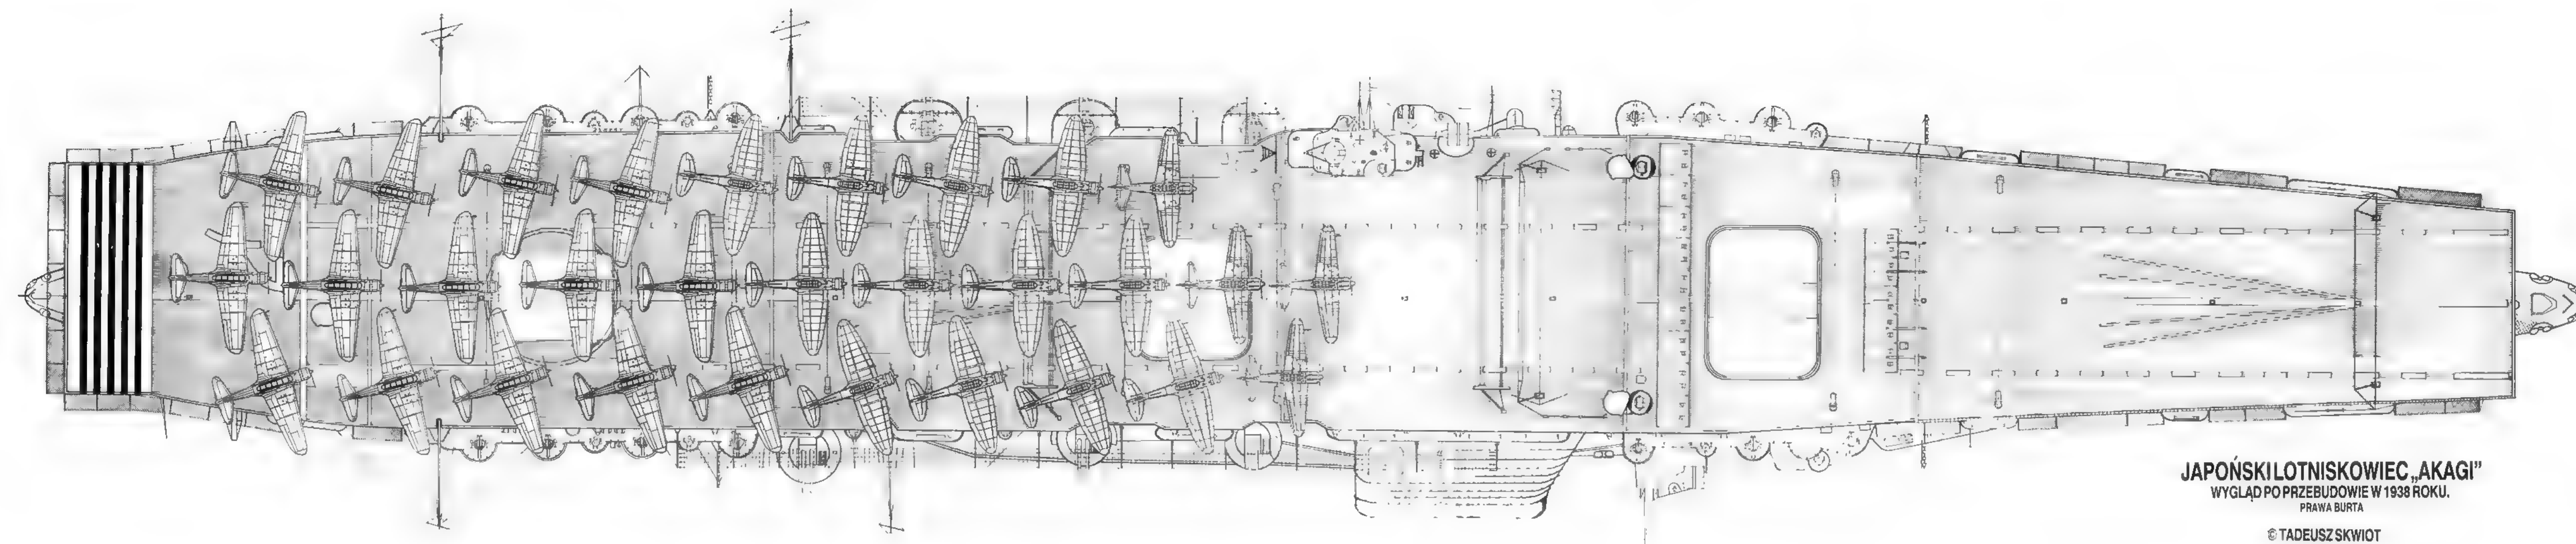 JAPOŃSKI LOTNISKOWIEC „AKAGI”
WYGLĄD PO PRZEBUDOWIE W 1938 ROKU.
PRAWA BURTA
© TADEUSZ SKWIOT